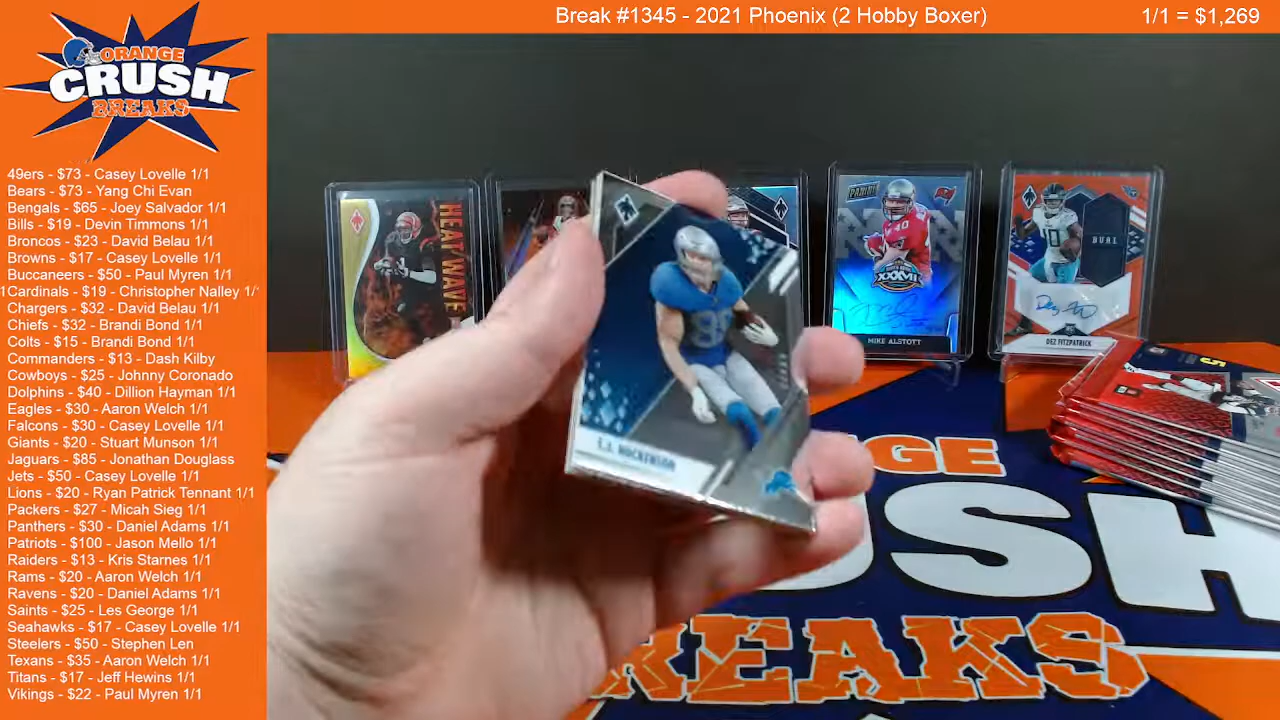 Break #1345 - 2021 Phoenix (2 Hobby Boxer)
1/1 = $1,269
ORANGE
CRUSH
BREAKS
49ers - $73 - Casey Lovelle 1/1
Bears - $73 - Yang Chi Evan
Bengals - $65 - Joey Salvador 1/1
Bills - $19 - Devin Timmons 1/1
Broncos - $23 - David Belau 1/1
Browns - $17 - Casey Lovelle 1/1
Buccaneers - $50 - Paul Myren 1/1
1Cardinals - $19 - Christopher Nalley 1/
Chargers - $32 - David Belau 1/1
Chiefs - $32 - Brandi Bond 1/1
Colts - $15 - Brandi Bond 1/1
Commanders - $13 - Dash Kilby
Cowboys - $25 - Johnny Coronado
Dolphins - $40 - Dillion Hayman 1/1
Eagles - $30 - Aaron Welch 1/1
Falcons - $30 - Casey Lovelle 1/1
Giants - $20 - Stuart Munson 1/1
Jaguars - $85 - Jonathan Douglass
Jets - $50 - Casey Lovelle 1/1
Lions - $20 - Ryan Patrick Tennant 1/1
Packers - $27 - Micah Sieg 1/1
Panthers - $30 - Daniel Adams 1/1
Patriots - $100 - Jason Mello 1/1
Raiders - $13 - Kris Starnes 1/1
Rams - $20 - Aaron Welch 1/1
Ravens - $20 - Daniel Adams 1/1
Saints - $25 - Les George 1/1
Seahawks - $17 - Casey Lovelle 1/1
Steelers - $50 - Stephen Len
Texans - $35 - Aaron Welch 1/1
Titans - $17 - Jeff Hewins 1/1
Vikings - $22 - Paul Myren 1/1
HEAT WAVE
T.J. HOCKENSON
PANINI
40
XXXVII
MIKE ALSTOTT
10
DUAL
DEZ FITZPATRICK
5
NGE
USH
REAKS